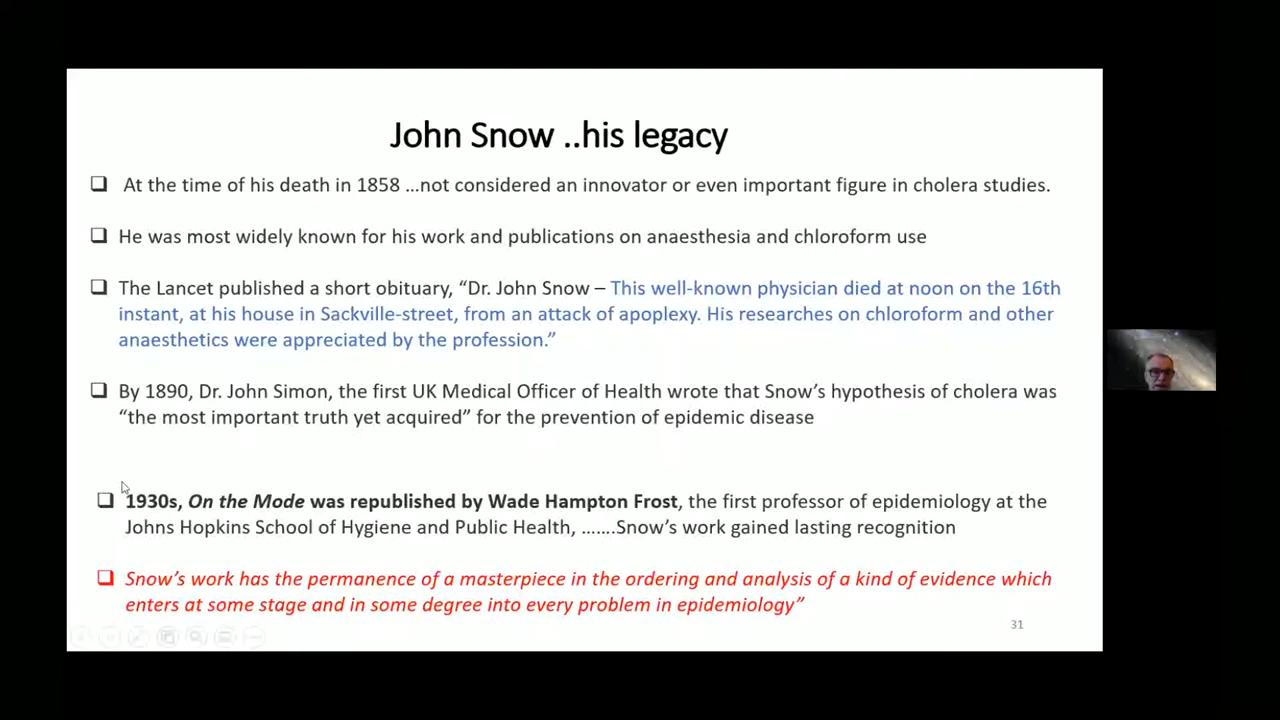 John Snow ..his legacy
❑ At the time of his death in 1858 …not considered an innovator or even important figure in cholera studies.
❑ He was most widely known for his work and publications on anaesthesia and chloroform use
❑ The Lancet published a short obituary, “Dr. John Snow – This well-known physician died at noon on the 16th
instant, at his house in Sackville-street, from an attack of apoplexy. His researches on chloroform and other
anaesthetics were appreciated by the profession.”
❑ By 1890, Dr. John Simon, the first UK Medical Officer of Health wrote that Snow’s hypothesis of cholera was
“the most important truth yet acquired” for the prevention of epidemic disease
❑ 1930s, On the Mode was republished by Wade Hampton Frost, the first professor of epidemiology at the
Johns Hopkins School of Hygiene and Public Health, …….Snow’s work gained lasting recognition
❑ Snow’s work has the permanence of a masterpiece in the ordering and analysis of a kind of evidence which
enters at some stage and in some degree into every problem in epidemiology”
31